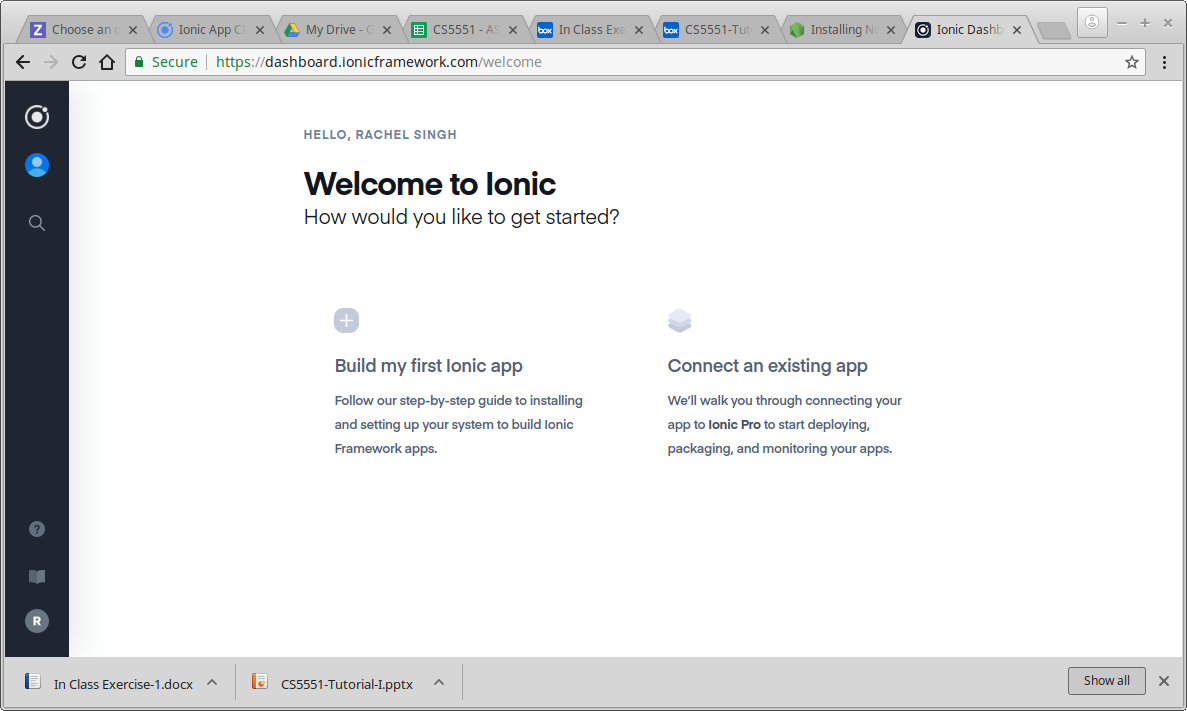 Z Choose an
Ionic App CL
My Drive - G
CS5551 - AS
box In Class Exe
box CS5551-Tut
Installing No
Ionic Dashb
Secure https://dashboard.ionicframework.com/welcome
HELLO, RACHEL SINGH
Welcome to Ionic
How would you like to get started?
Build my first Ionic app
Follow our step-by-step guide to installing
and setting up your system to build Ionic
Framework apps.
Connect an existing app
We'll walk you through connecting your
app to Ionic Pro to start deploying,
packaging, and monitoring your apps.
?
R
In Class Exercise-1.docx
CS5551-Tutorial-I.pptx
Show all